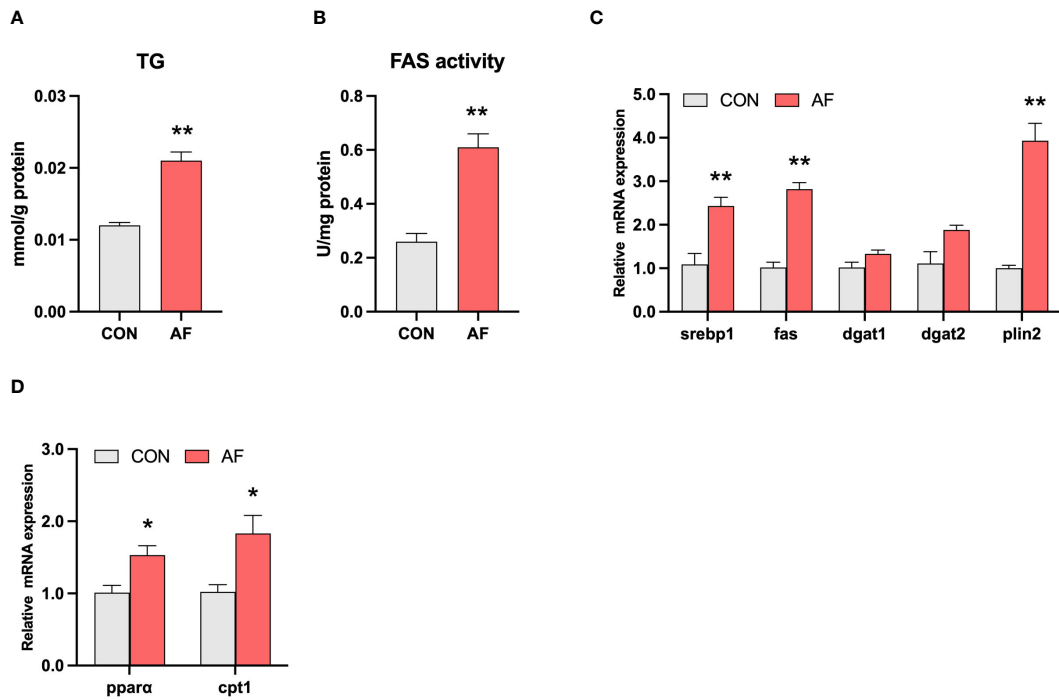 A
TG
mmol/g protein
0.03
0.02
0.01
0.00
**
CON AF
B
FAS activity
U/mg protein
0.8
0.6
0.4
0.2
0.0
**
CON AF
C
Relative mRNA expression
5.0
4.0
3.0
2.0
1.0
0.0
CON AF
**
**
**
srebp1 fas dgat1 dgat2 plin2
D
Relative mRNA expression
3.0
2.0
1.0
0.0
CON AF
*
*
pparα cpt1